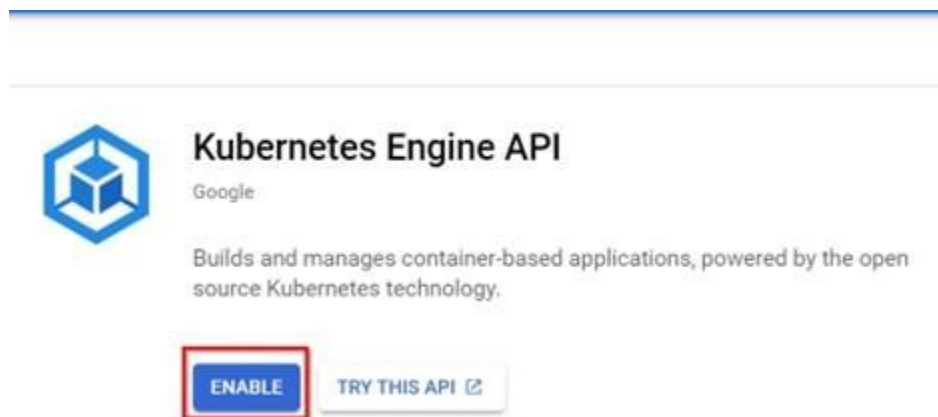 Kubernetes Engine API
Google
Builds and manages container-based applications, powered by the open
source Kubernetes technology.
ENABLE
TRY THIS API